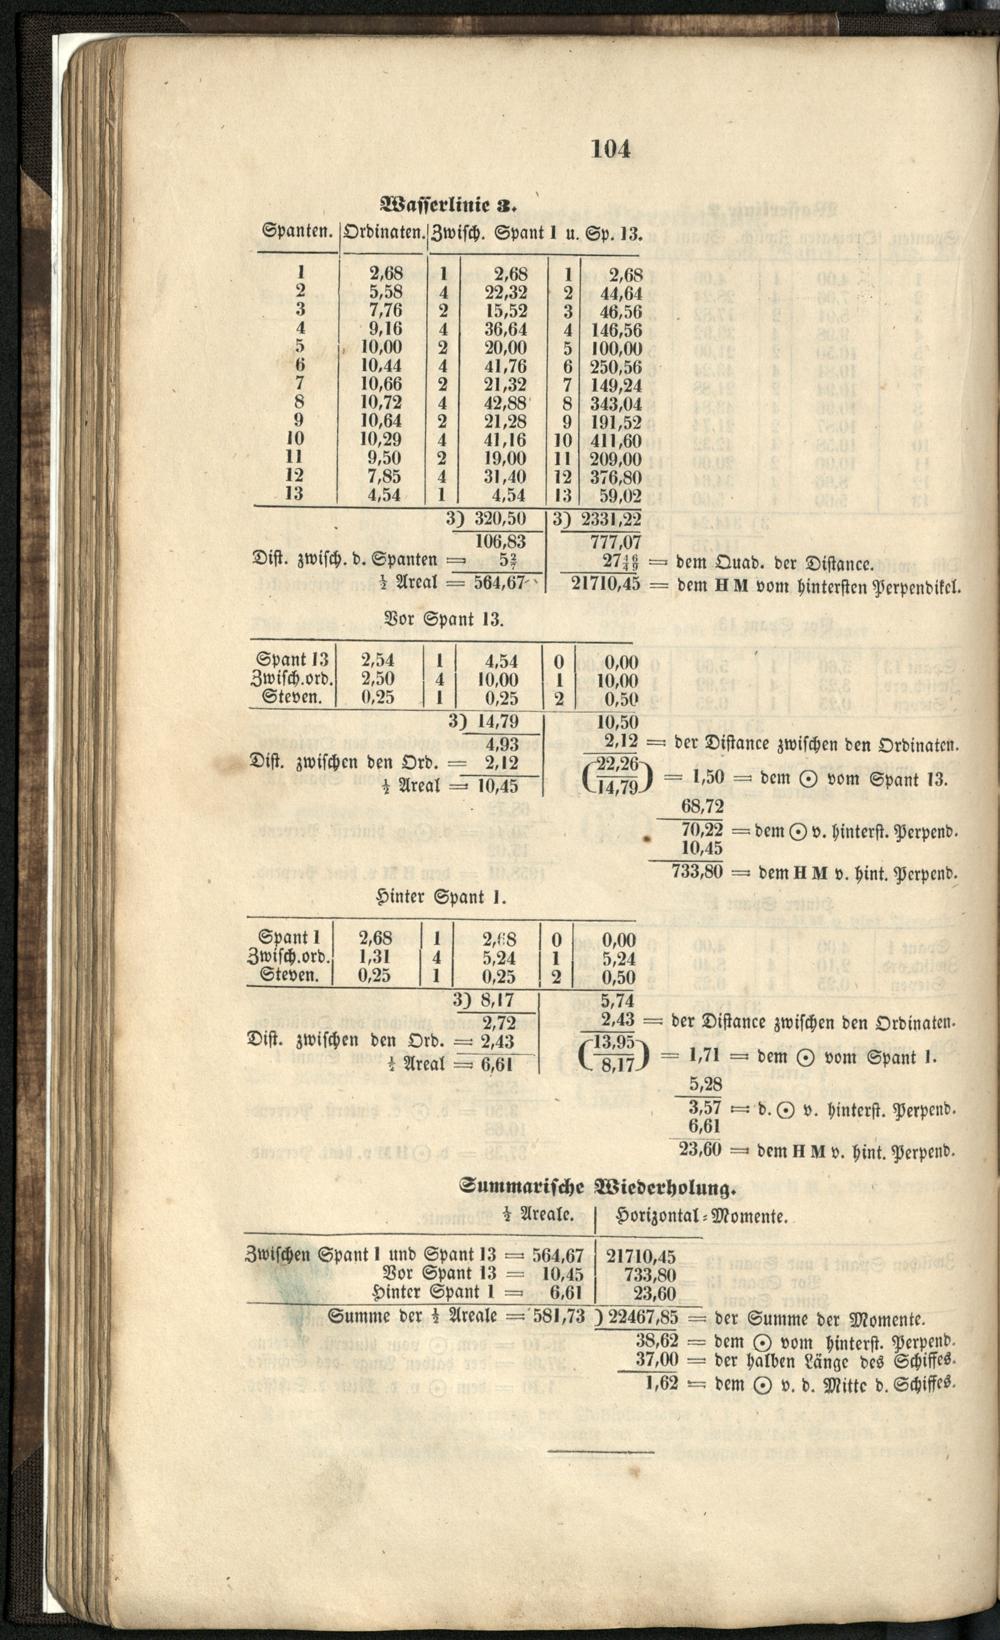 104
Wasserlinie 3.
Spanten. Ordinaten. Zwisch. Spant 1 u. Sp. 13.
1 2,68 1 2,68 1 2,68
2 5,58 4 22,32 2 44,64
3 7,76 2 15,52 3 46,56
4 9,16 4 36,64 4 146,56
5 10,00 2 20,00 5 100,00
6 10,44 4 41,76 6 250,56
7 10,66 2 21,32 7 149,24
8 10,72 4 42,88 8 343,04
9 10,64 2 21,28 9 191,52
10 10,29 4 41,16 10 411,60
11 9,50 2 19,00 11 209,00
12 7,85 4 31,40 12 376,80
13 4,54 1 4,54 13 59,02
3) 320,50 3) 2331,22
106,83 777,07
Dist. zwisch. d. Spanten = 5 2/7 27 46/49 = dem Quad. der Distance.
½ Areal = 564,67 21710,45 = dem H M vom hintersten Perpendikel.
Vor Spant 13.
Spant 13 2,54 1 4,54 0 0,00
Zwisch.ord. 2,50 4 10,00 1 10,00
Steven. 0,25 1 0,25 2 0,50
3) 14,79 10,50
4,93 2,12 = der Distance zwischen den Ordinaten.
Dist. zwischen den Ord. = 2,12 (22,26
½ Areal = 10,45 14,79) = 1,50 = dem ⊙ vom Spant 13.
68,72
70,22 = dem ⊙ v. hinterst. Perpend.
10,45
733,80 = dem H M v. hint. Perpend.
Hinter Spant 1.
Spant 1 2,68 1 2,68 0 0,00
Zwisch.ord. 1,31 4 5,24 1 5,24
Steven. 0,25 1 0,25 2 0,50
3) 8,17 5,74
2,72 2,43 = der Distance zwischen den Ordinaten.
Dist. zwischen den Ord. = 2,43 (13,95
½ Areal = 6,61 8,17) = 1,71 = dem ⊙ vom Spant 1.
5,28
3,57 = d. ⊙ v. hinterst. Perpend.
6,61
23,60 = dem H M v. hint. Perpend.
Summarische Wiederholung.
½ Areale. Horizontal-Momente.
Zwischen Spant 1 und Spant 13 = 564,67 21710,45
Vor Spant 13 = 10,45 733,80
Hinter Spant 1 = 6,61 23,60
Summe der ½ Areale = 581,73 ) 22467,85 = der Summe der Momente.
38,62 = dem ⊙ vom hinterst. Perpend.
37,00 = der halben Länge des Schiffes.
1,62 = dem ⊙ v. d. Mitte d. Schiffes.